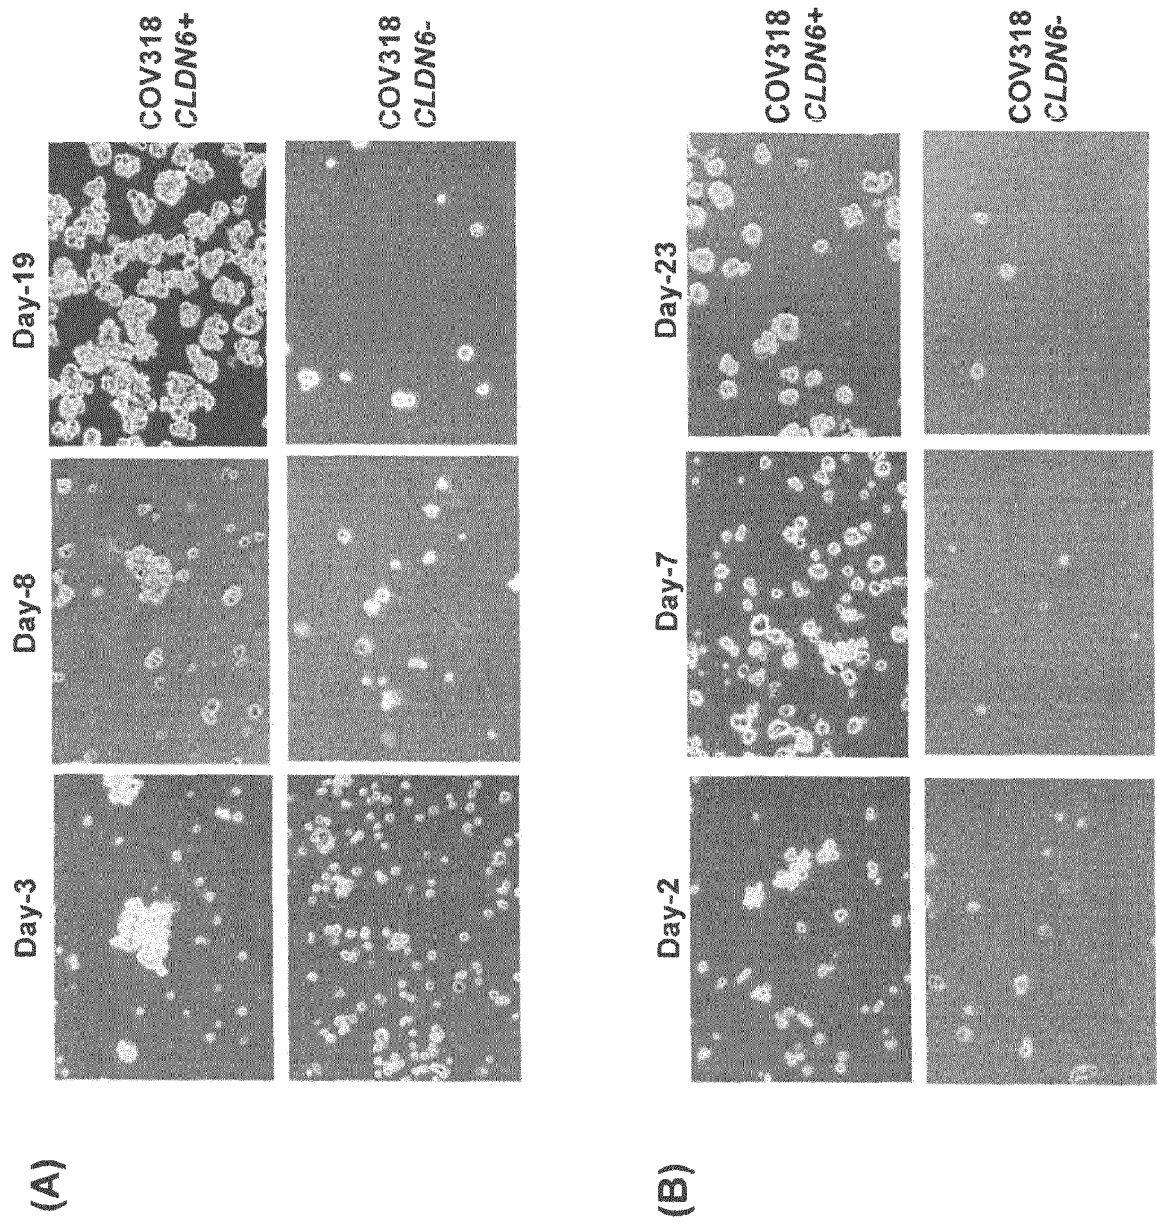 (A)
Day-3
Day-8
Day-19
COV318
CLDN6+
COV318
CLDN6-
(B)
Day-2
Day-7
Day-23
COV318
CLDN6+
COV318
CLDN6-